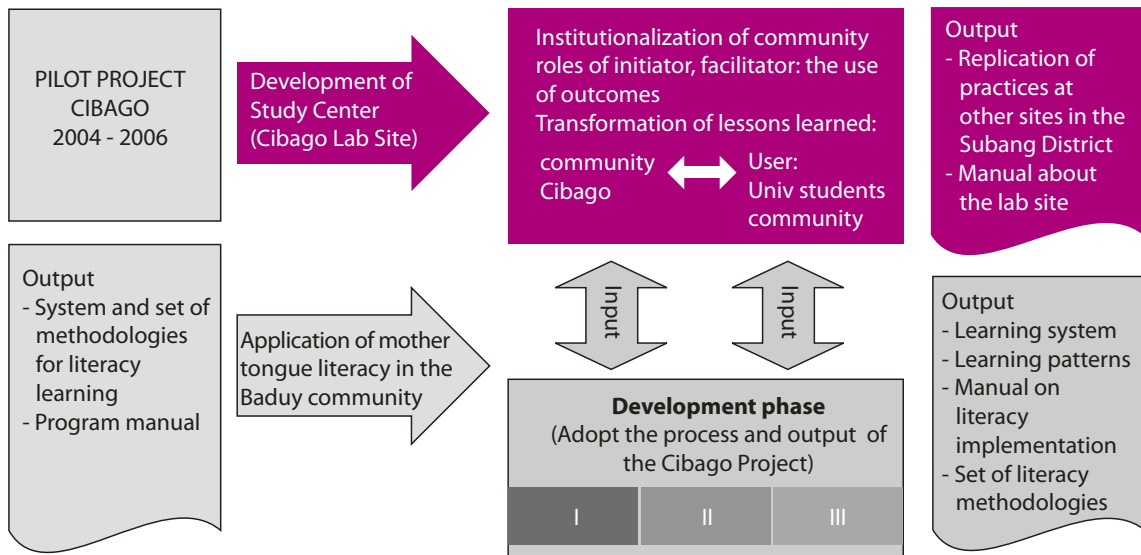 PILOT PROJECT
CIBAGO
2004 - 2006
Development of
Study Center
(Cibago Lab Site)
Institutionalization of community
roles of initiator, facilitator: the use
of outcomes
Transformation of lessons learned:
community
Cibago
User:
Univ students
community
Output
- Replication of
practices at
other sites in the
Subang District
- Manual about
the lab site
Output
- System and set of
methodologies
for literacy
learning
- Program manual
Application of mother
tongue literacy in the
Baduy community
Input
Input
Development phase
(Adopt the process and output of
the Cibago Project)
I
II
III
Output
- Learning system
- Learning patterns
- Manual on
literacy
implementation
- Set of literacy
methodologies